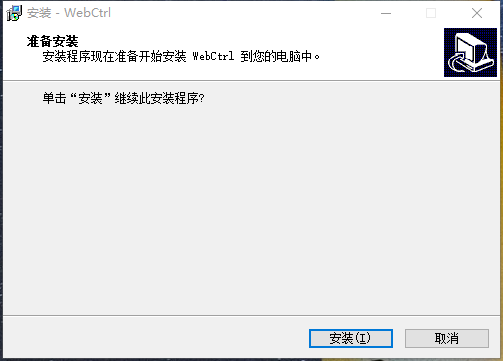 安装 - WebCtrl
准备安装
安装程序现在准备开始安装 WebCtrl 到您的电脑中。
单击“安装”继续此安装程序?
安装(I)
取消